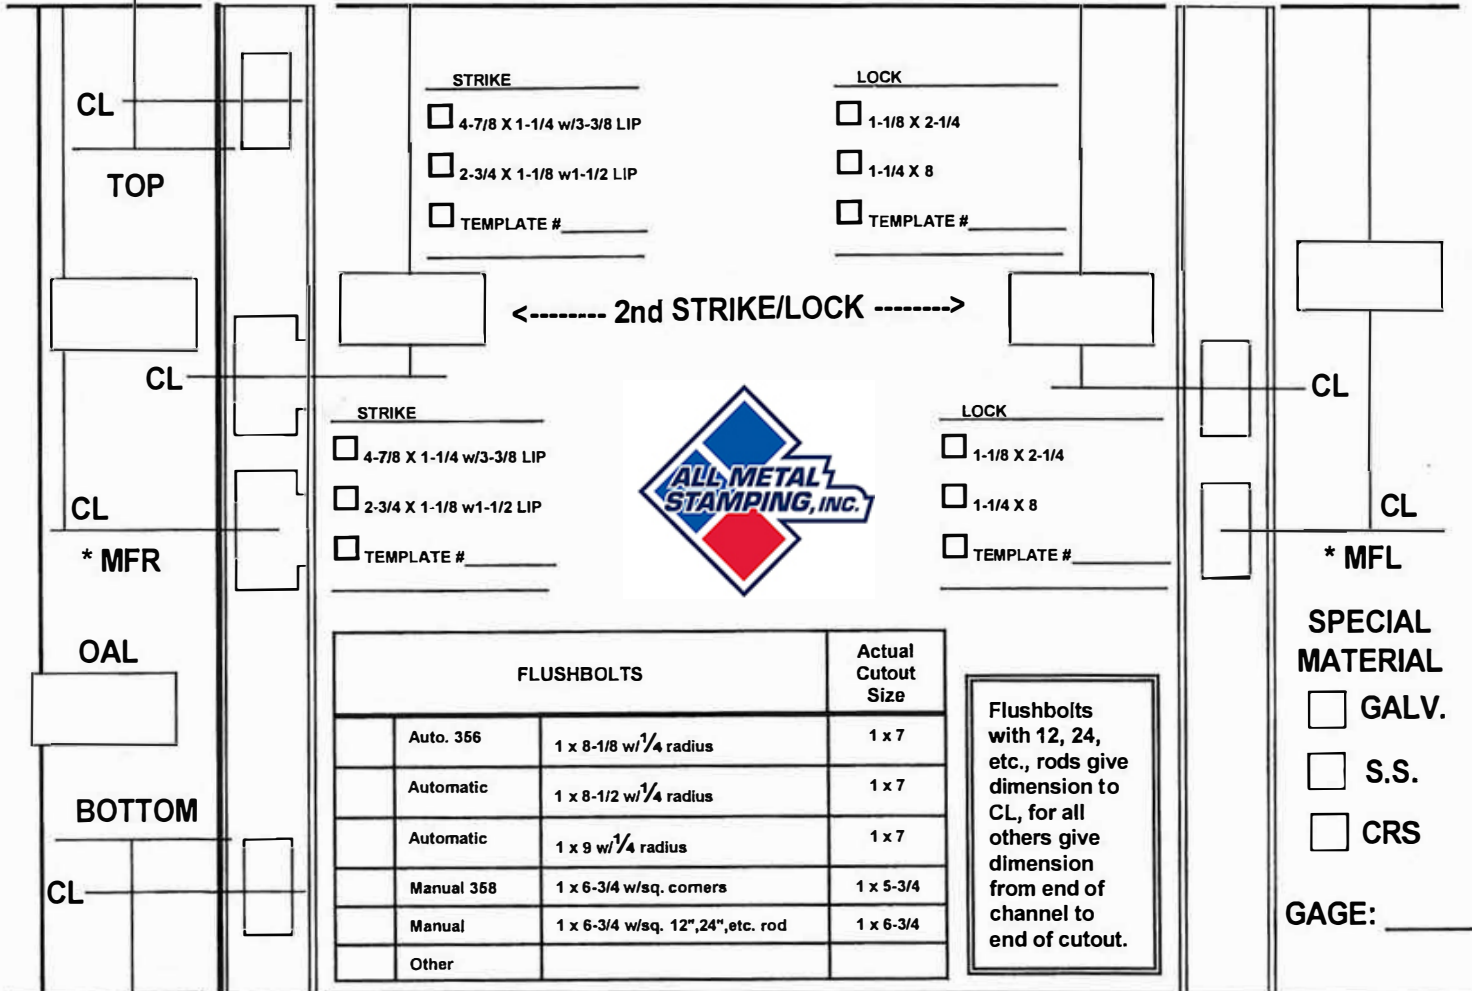 CL
TOP
STRIKE
4-7/8 X 1-1/4 w/3-3/8 LIP
2-3/4 X 1-1/8 w1-1/2 LIP
TEMPLATE #
LOCK
1-1/8 X 2-1/4
1-1/4 X 8
TEMPLATE #
<-------- 2nd STRIKE/LOCK -------->
CL
CL
STRIKE
4-7/8 X 1-1/4 w/3-3/8 LIP
2-3/4 X 1-1/8 w1-1/2 LIP
TEMPLATE #
ALL METAL
STAMPING, INC.
LOCK
1-1/8 X 2-1/4
1-1/4 X 8
TEMPLATE #
CL
* MFR
CL
* MFL
OAL
BOTTOM
CL
FLUSHBOLTS
Actual
Cutout
Size
Auto. 356 1 x 8-1/8 w/1/4 radius 1 x 7
Automatic 1 x 8-1/2 w/1/4 radius 1 x 7
Automatic 1 x 9 w/1/4 radius 1 x 7
Manual 358 1 x 6-3/4 w/sq. corners 1 x 5-3/4
Manual 1 x 6-3/4 w/sq. 12",24",etc. rod 1 x 6-3/4
Other
Flushbolts
with 12, 24,
etc., rods give
dimension to
CL, for all
others give
dimension
from end of
channel to
end of cutout.
SPECIAL
MATERIAL
GALV.
S.S.
CRS
GAGE: